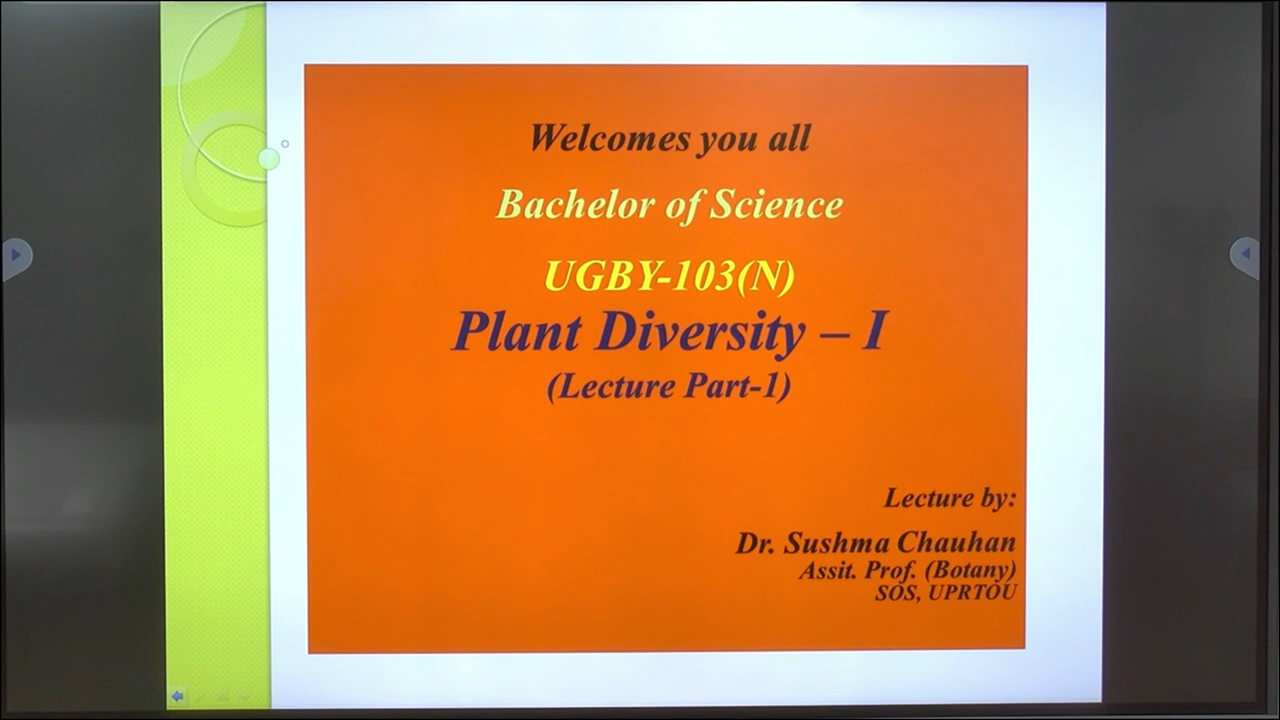 Welcomes you all
Bachelor of Science
UGBY-103(N)
Plant Diversity – I
(Lecture Part-1)
Lecture by:
Dr. Sushma Chauhan
Assit. Prof. (Botany)
SOS, UPRTOU